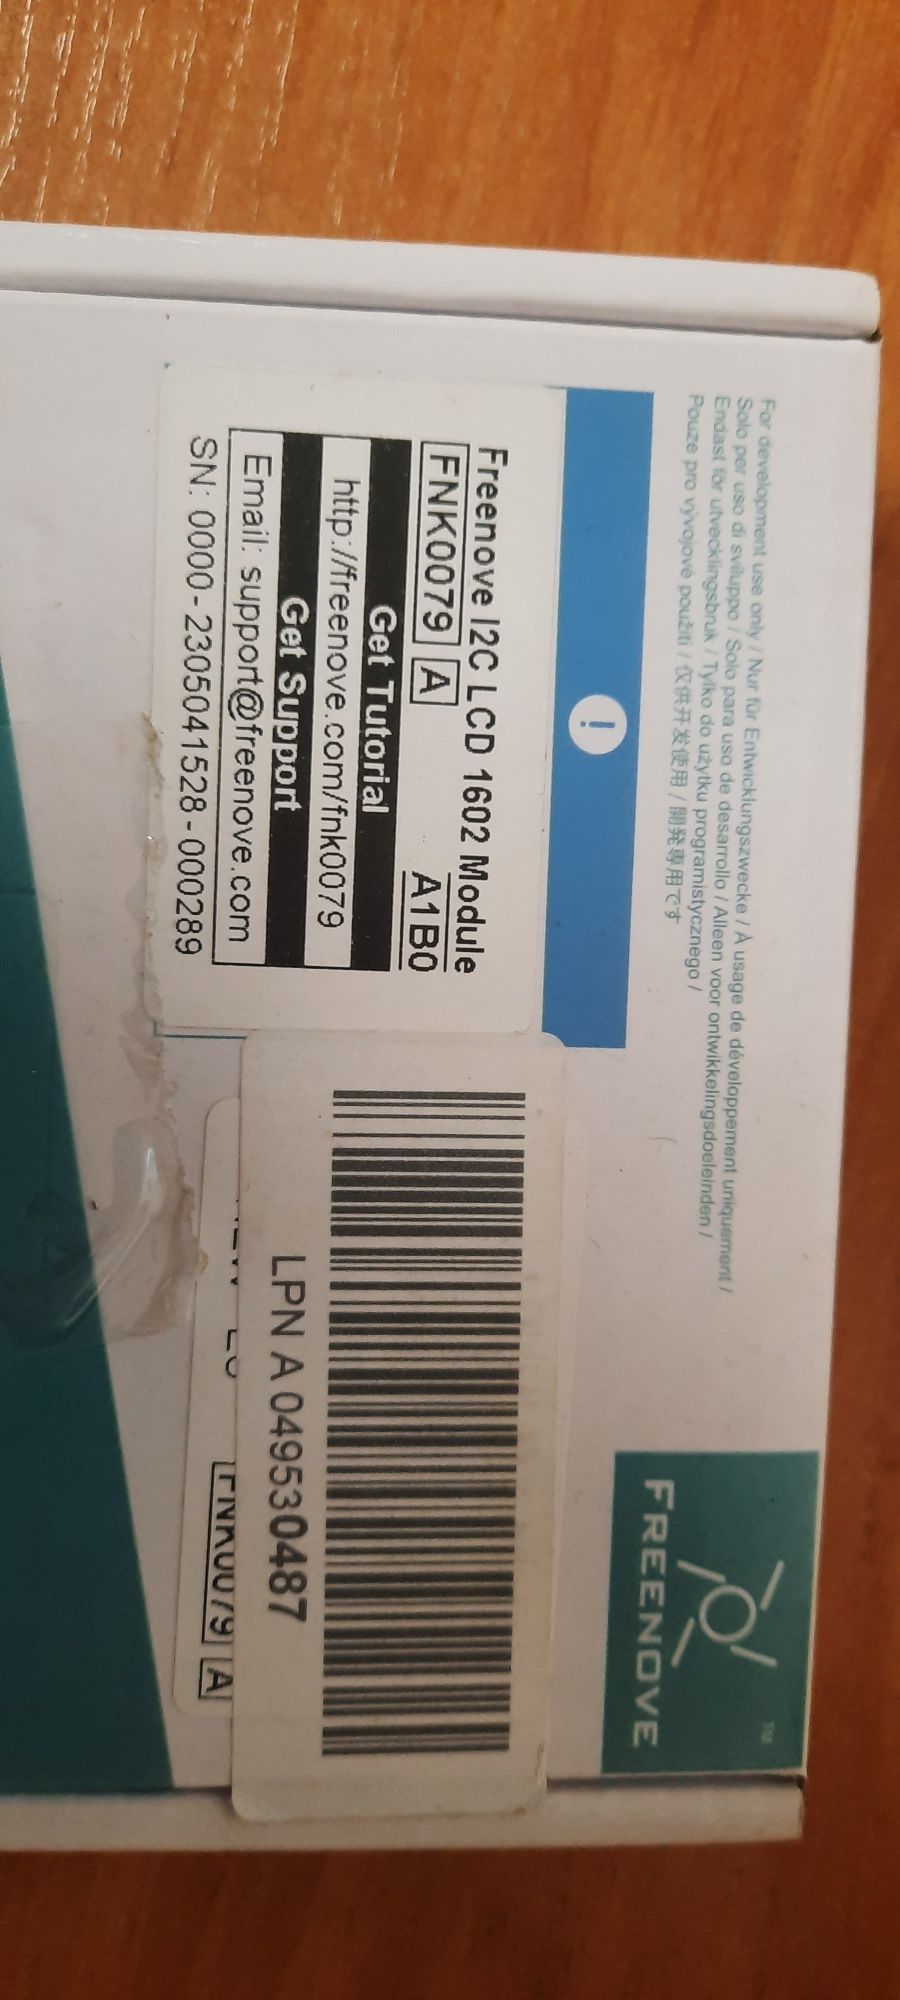 For development use only / Nur für Entwicklungszwecke / À usage de développement uniquement /
Solo per uso di sviluppo / Solo para uso de desarrollo / Alleen voor ontwikkelingsdoeleinden /
Endast för utvecklingsbruk / Tylko do użytku programistycznego /
Pouze pro vývojové použití / 仅供开发使用 / 開発専用です
!
Freenove I2C LCD 1602 Module
FNK0079 A A1B0
Get Tutorial
http://freenove.com/fnk0079
Get Support
Email: support@freenove.com
SN: 0000-2305041528-000289
FREENOVE
TM
LPN A 049530487
FNK0079 A